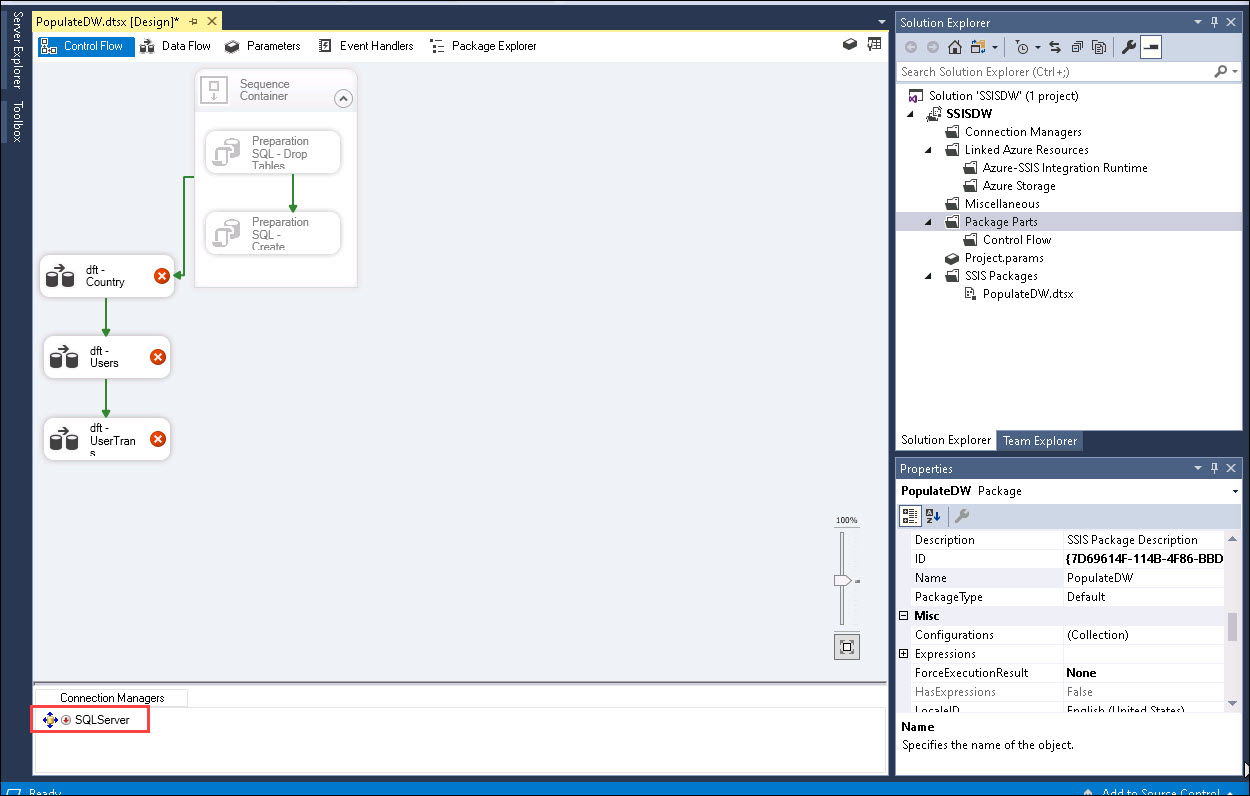 Server Explorer
Toolbox
PopulateDW.dtsx [Design]*
Control Flow
Data Flow
Parameters
Event Handlers
Package Explorer
Sequence
Container
Preparation
SQL - Drop
Tables
Preparation
SQL -
Create
dft -
Country
dft -
Users
dft -
UserTran
s
100%
Connection Managers
SQLServer
Solution Explorer
Search Solution Explorer (Ctrl+;)
Solution 'SSISDW' (1 project)
SSISDW
Connection Managers
Linked Azure Resources
Azure-SSIS Integration Runtime
Azure Storage
Miscellaneous
Package Parts
Control Flow
Project.params
SSIS Packages
PopulateDW.dtsx
Solution Explorer
Team Explorer
Properties
PopulateDW Package
Description SSIS Package Description
ID {7D69614F-114B-4F86-BBD
Name PopulateDW
PackageType Default
Misc
Configurations (Collection)
Expressions
ForceExecutionResult None
HasExpressions False
LocaleID English (United States)
Name
Specifies the name of the object.
Ready
Add to Source Control